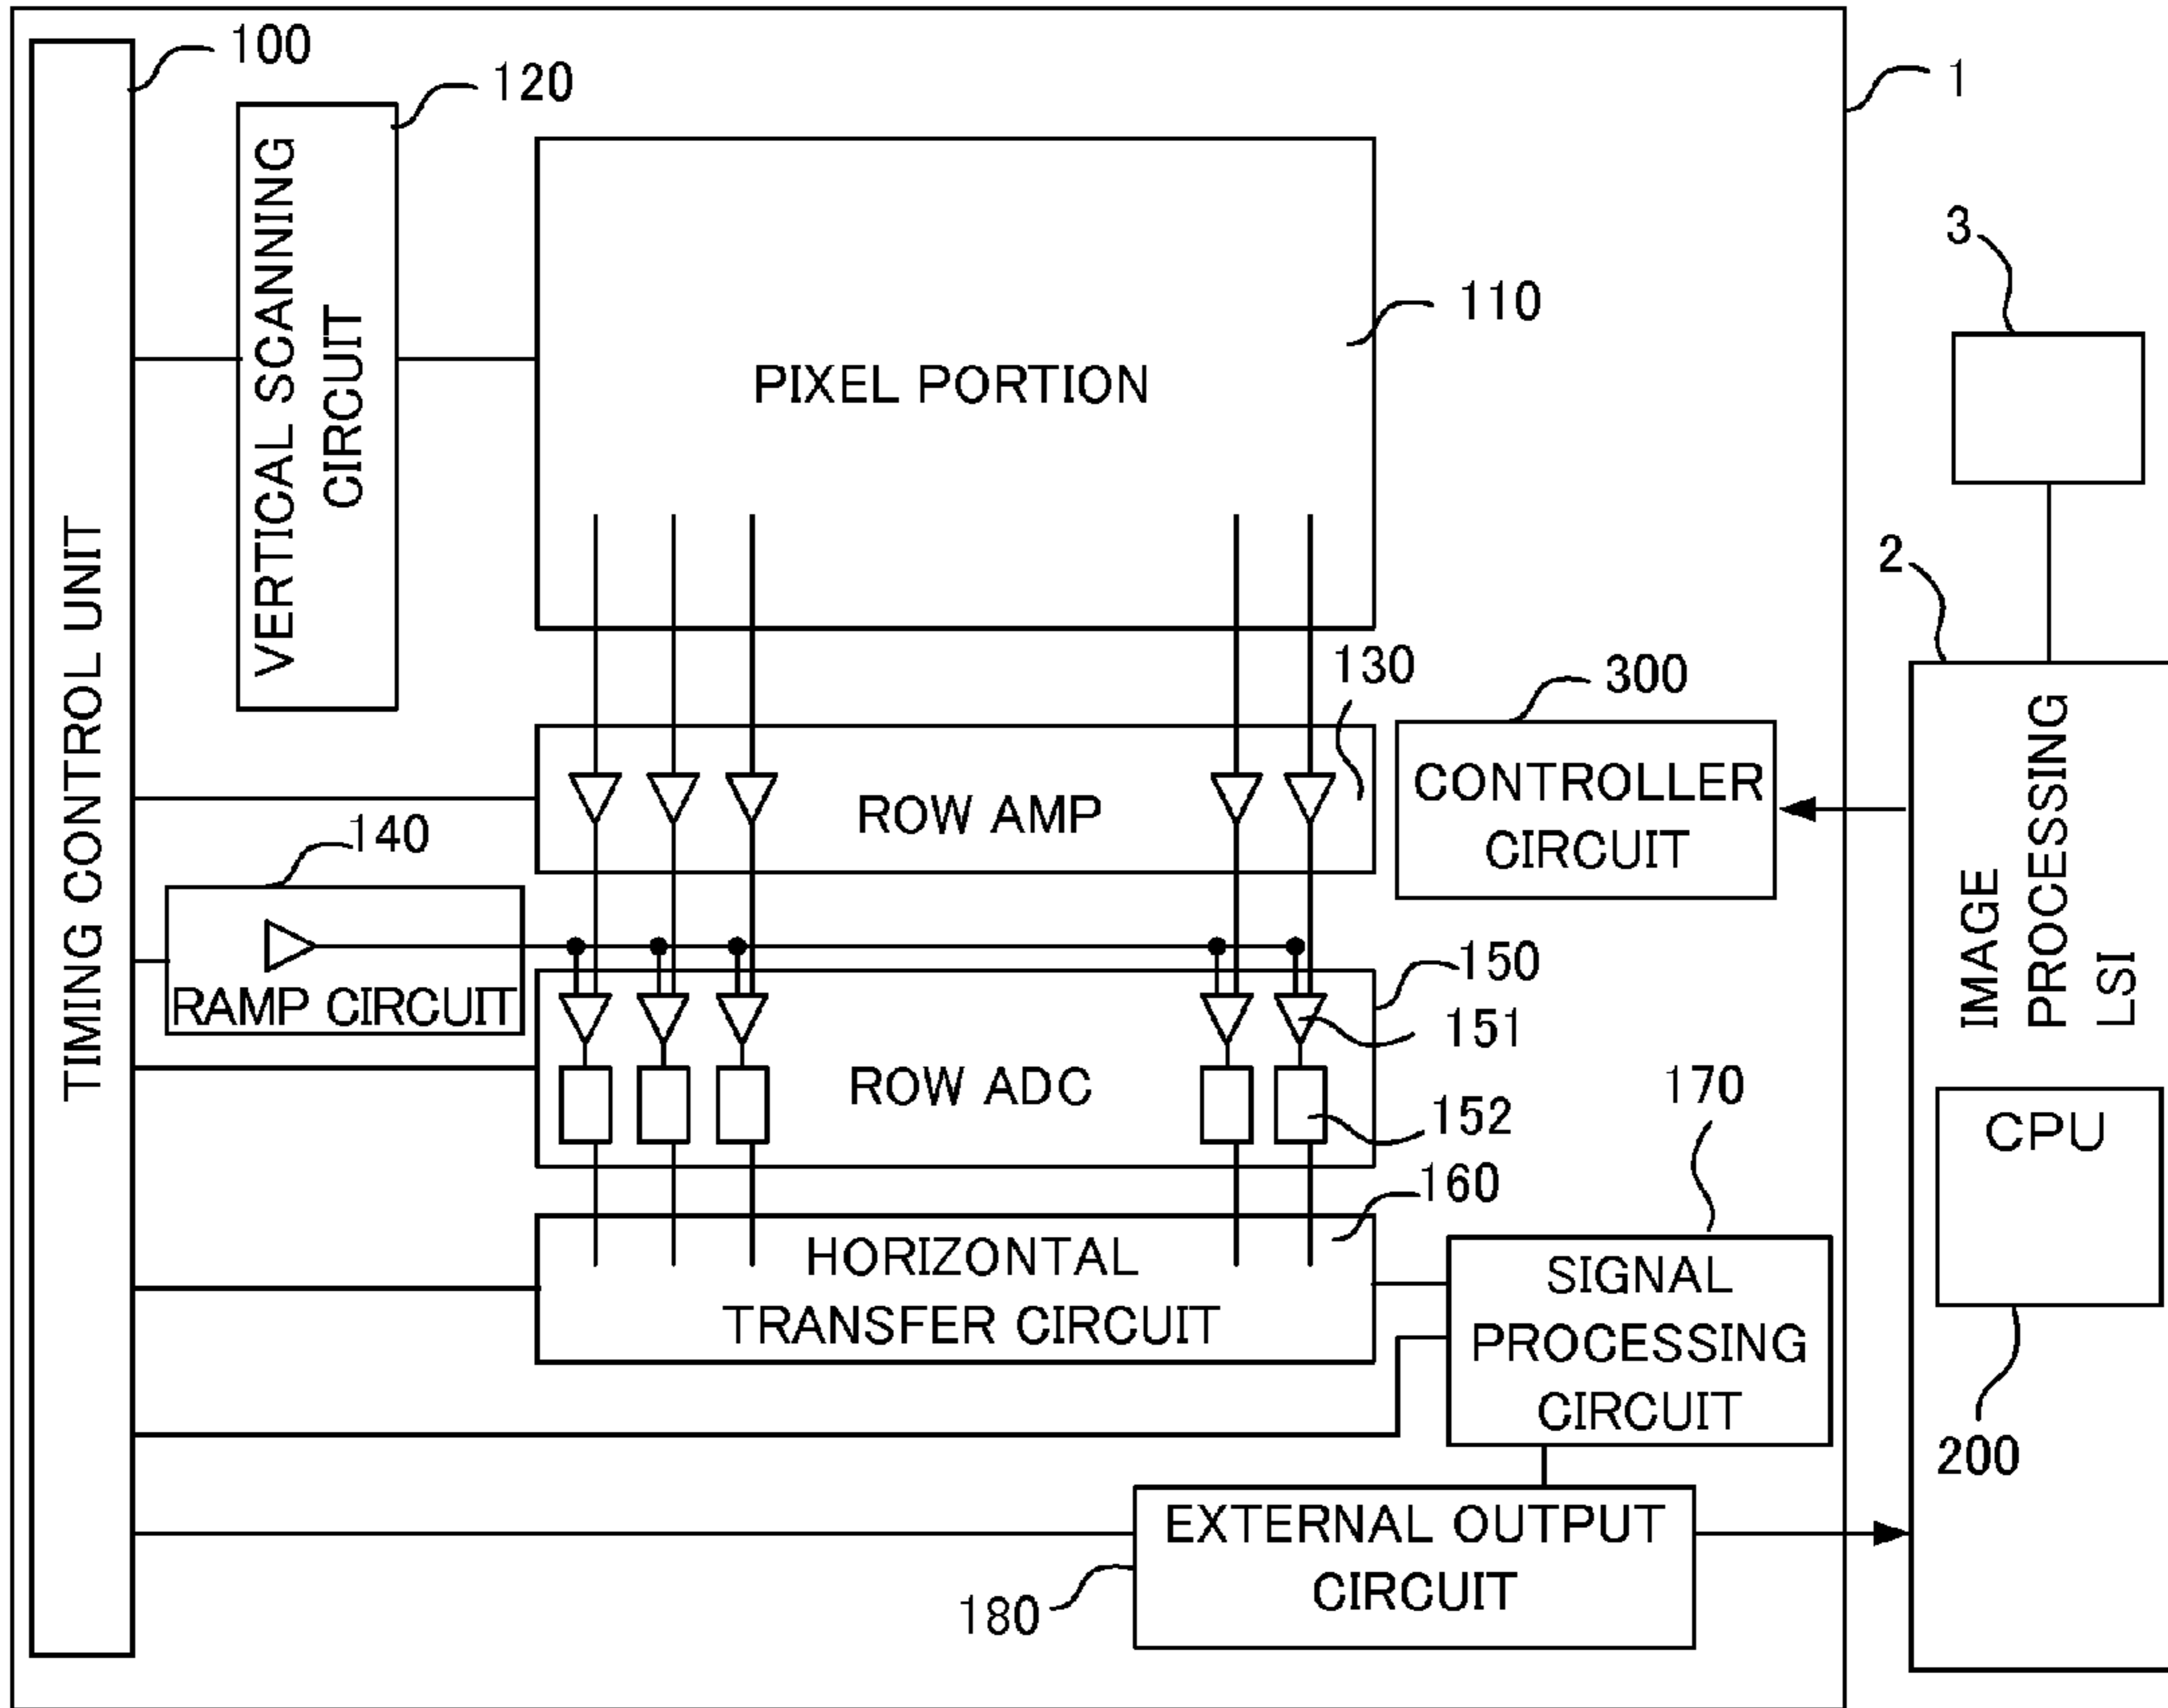 100
120
1
VERTICAL SCANNING
CIRCUIT
3
110
PIXEL PORTION
2
TIMING CONTROL UNIT
130
300
CONTROLLER
CIRCUIT
ROW AMP
140
IMAGE
PROCESSING
LSI
RAMP CIRCUIT
150
151
ROW ADC
152
170
CPU
160
HORIZONTAL
TRANSFER CIRCUIT
SIGNAL
PROCESSING
CIRCUIT
200
EXTERNAL OUTPUT
CIRCUIT
180